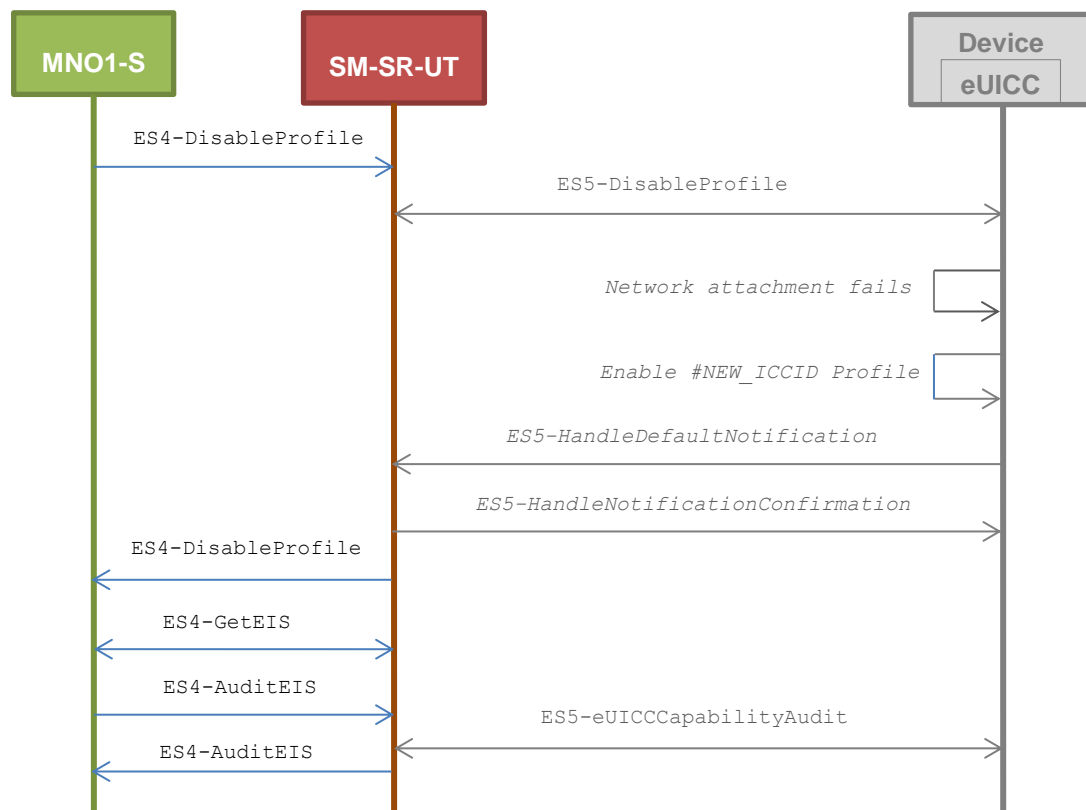 MNO1-S
SM-SR-UT
Device
eUICC
ES4-DisableProfile
ES5-DisableProfile
Network attachment fails
Enable #NEW_ICCID Profile
ES5-HandleDefaultNotification
ES5-HandleNotificationConfirmation
ES4-DisableProfile
ES4-GetEIS
ES4-AuditEIS
ES5-eUICCCapabilityAudit
ES4-AuditEIS